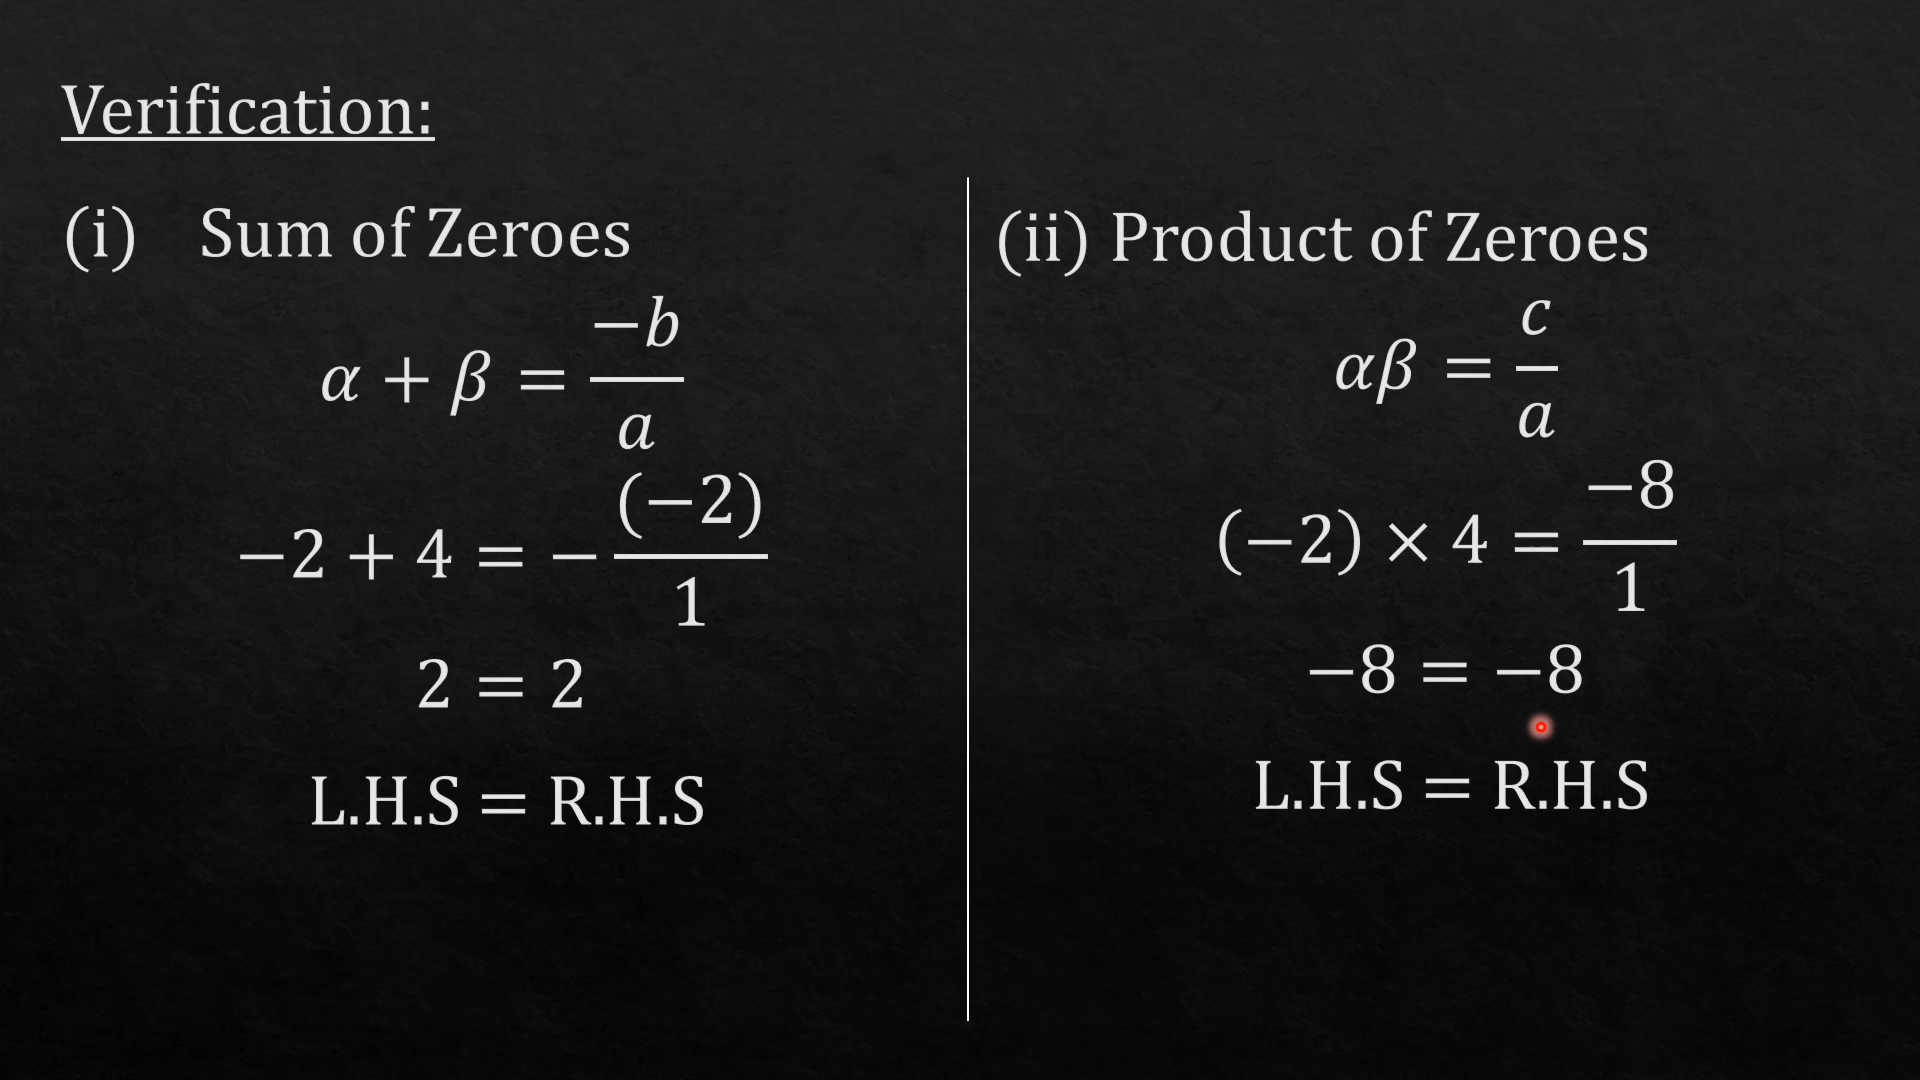 Verification:
(i) Sum of Zeroes
α + β = −b/a
−2 + 4 = −(−2)/1
2 = 2
L.H.S = R.H.S
(ii) Product of Zeroes
αβ = c/a
(−2) × 4 = −8/1
−8 = −8
L.H.S = R.H.S